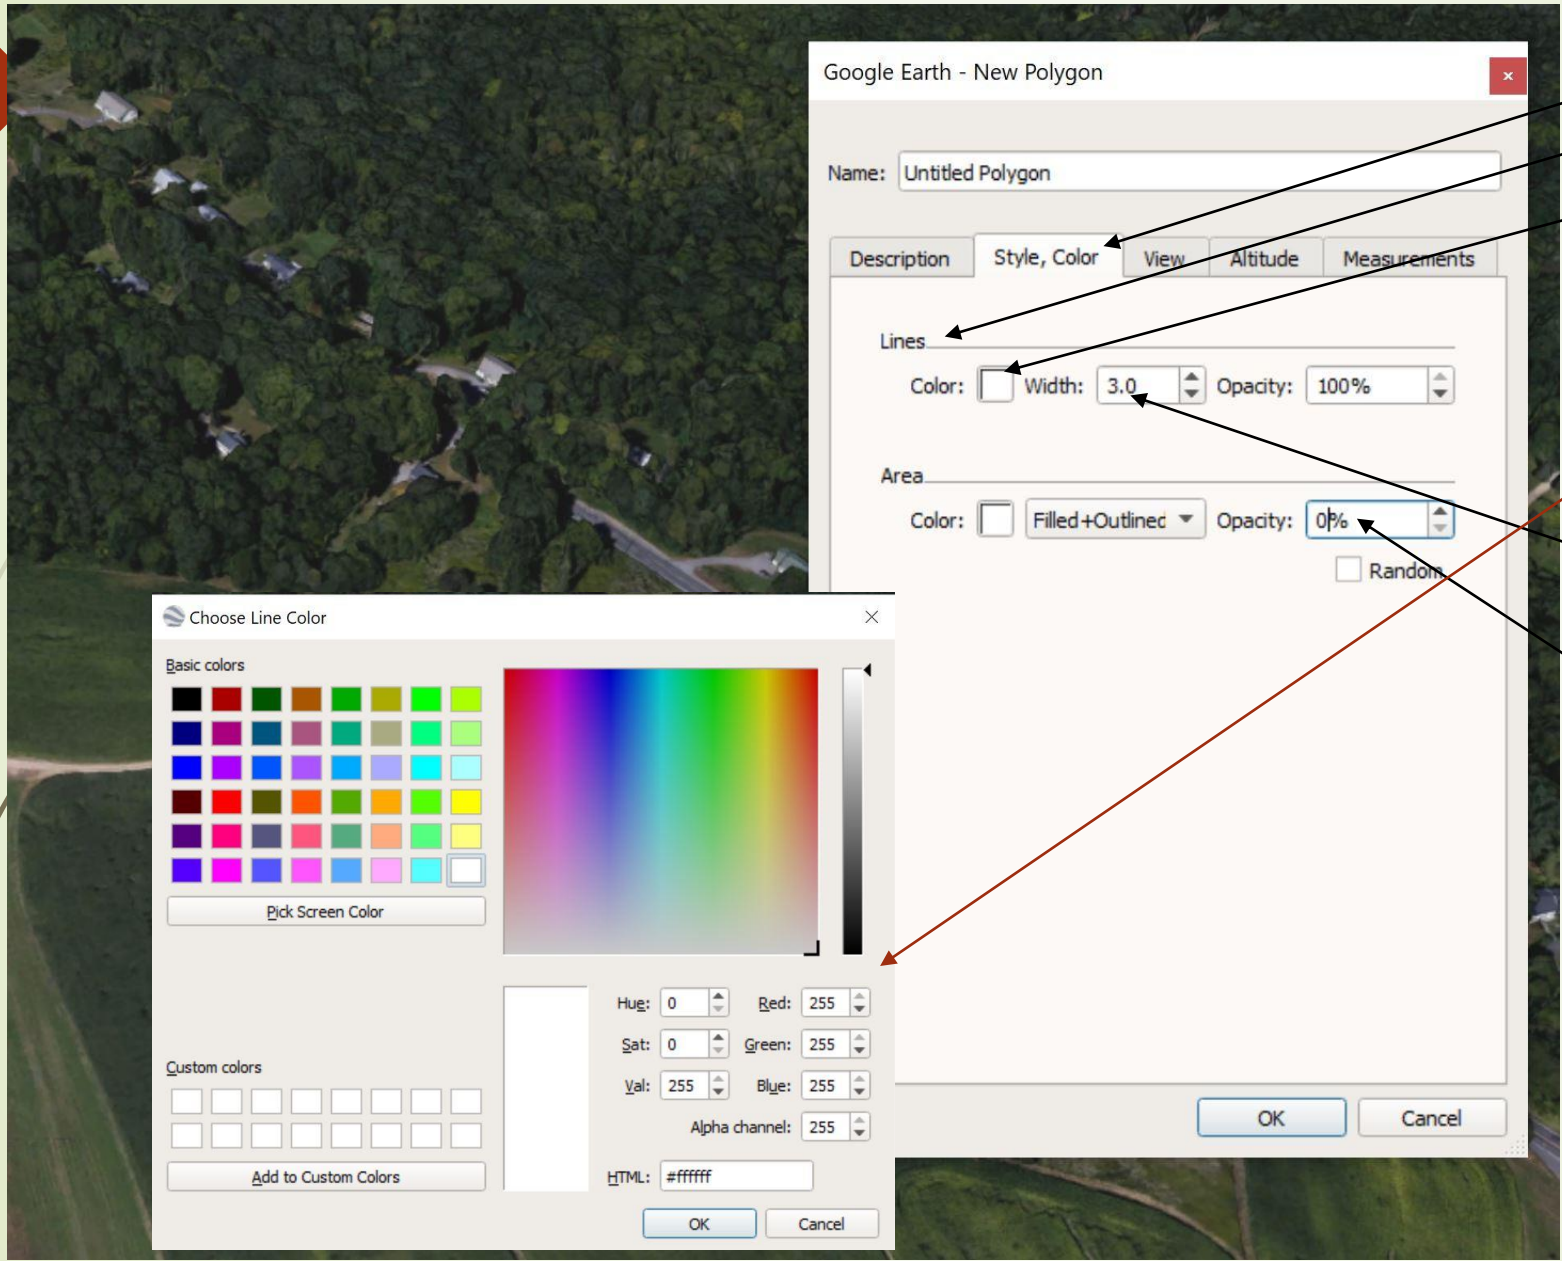 Google Earth - New Polygon
Name: Untitled Polygon
Description Style, Color View Altitude Measurements
Lines
Color: Width: 3.0 Opacity: 100%
Area
Color: Filled+Outlined Opacity: 0%
Random
OK Cancel
Choose Line Color
Basic colors
Pick Screen Color
Hue: 0 Red: 255
Sat: 0 Green: 255
Custom colors
Val: 255 Blue: 255
Alpha channel: 255
Add to Custom Colors
HTML: #ffffff
OK Cancel